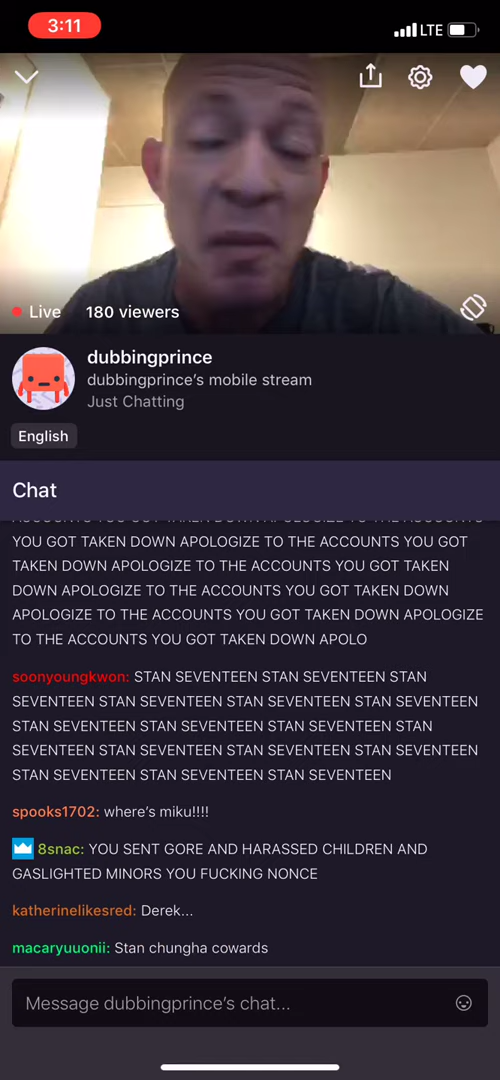 3:11
LTE
Live 180 viewers
dubbingprince
dubbingprince's mobile stream
Just Chatting
English
Chat
YOU GOT TAKEN DOWN APOLOGIZE TO THE ACCOUNTS YOU GOT
TAKEN DOWN APOLOGIZE TO THE ACCOUNTS YOU GOT TAKEN
DOWN APOLOGIZE TO THE ACCOUNTS YOU GOT TAKEN DOWN
APOLOGIZE TO THE ACCOUNTS YOU GOT TAKEN DOWN APOLOGIZE
TO THE ACCOUNTS YOU GOT TAKEN DOWN APOLO
soonyoungkwon: STAN SEVENTEEN STAN SEVENTEEN STAN
SEVENTEEN STAN SEVENTEEN STAN SEVENTEEN STAN SEVENTEEN
STAN SEVENTEEN STAN SEVENTEEN STAN SEVENTEEN STAN
SEVENTEEN STAN SEVENTEEN STAN SEVENTEEN STAN SEVENTEEN
STAN SEVENTEEN STAN SEVENTEEN STAN SEVENTEEN
spooks1702: where's miku!!!!
8snac: YOU SENT GORE AND HARASSED CHILDREN AND
GASLIGHTED MINORS YOU FUCKING NONCE
katherinelikesred: Derek...
macaryuuonii: Stan chungha cowards
Message dubbingprince's chat...